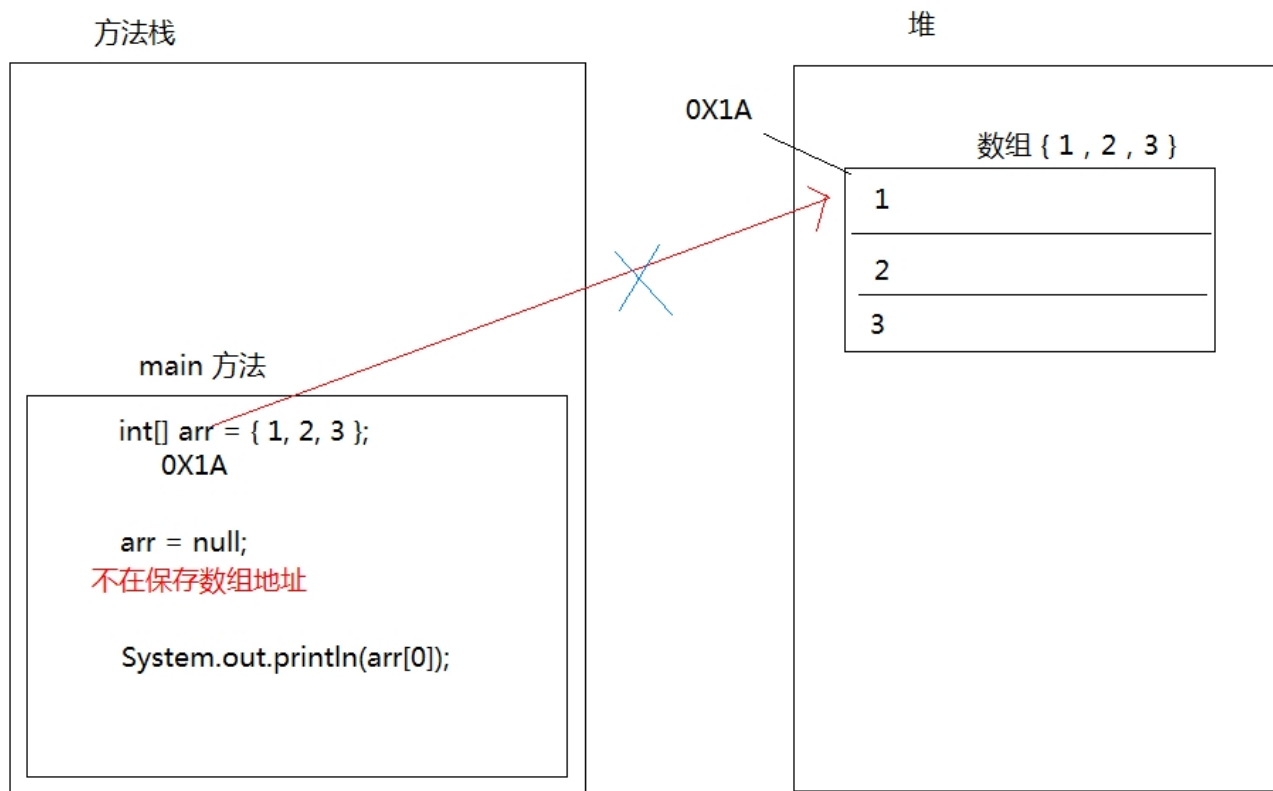 方法栈
堆
0X1A
数组 { 1 , 2 , 3 }
1
2
3
main 方法
int[] arr = { 1, 2, 3 };
0X1A
arr = null;
不在保存数组地址
System.out.println(arr[0]);